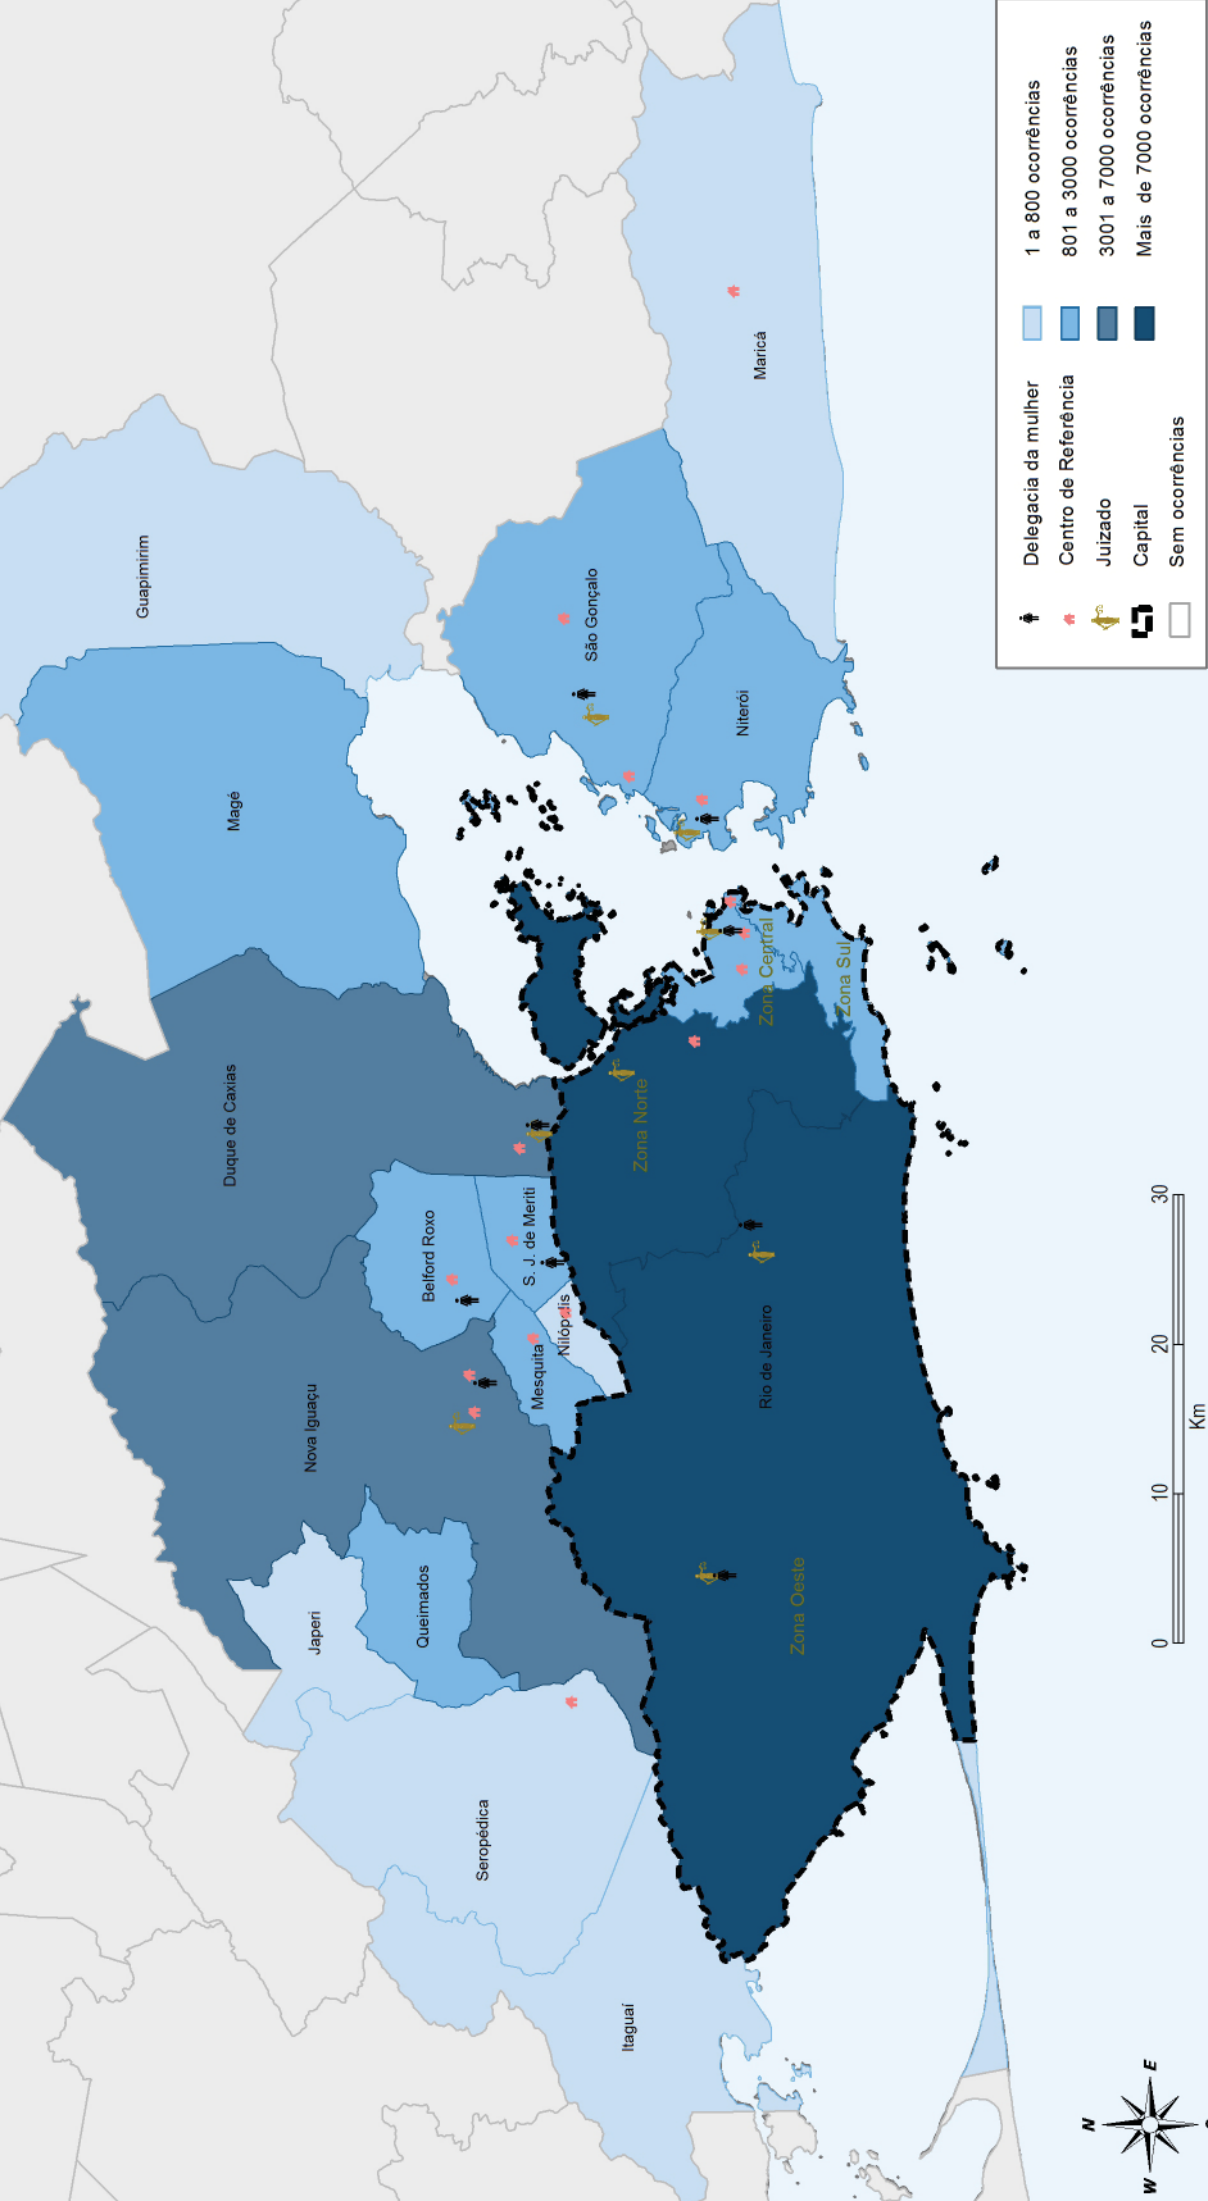 Guapimirim
Magé
Duque de Caxias
Nova Iguaçu
Japeri
Queimados
Belford Roxo
S. J. de Meriti
Mesquita
Nilópolis
Seropédica
Itaguaí
São Gonçalo
Niterói
Maricá
Zona Norte
Zona Central
Zona Sul
Rio de Janeiro
Zona Oeste
N
W
E
0 10 20 30
Km
Delegacia da mulher
Centro de Referência
Juizado
Capital
Sem ocorrências
1 a 800 ocorrências
801 a 3000 ocorrências
3001 a 7000 ocorrências
Mais de 7000 ocorrências